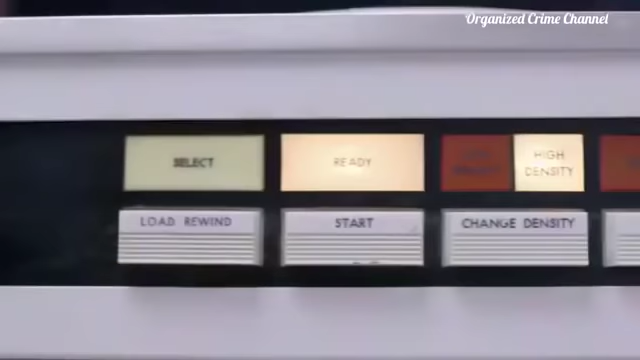 Organized Crime Channel
SELECT
READY
HIGH
DENSITY
LOAD REWIND
START
CHANGE DENSITY